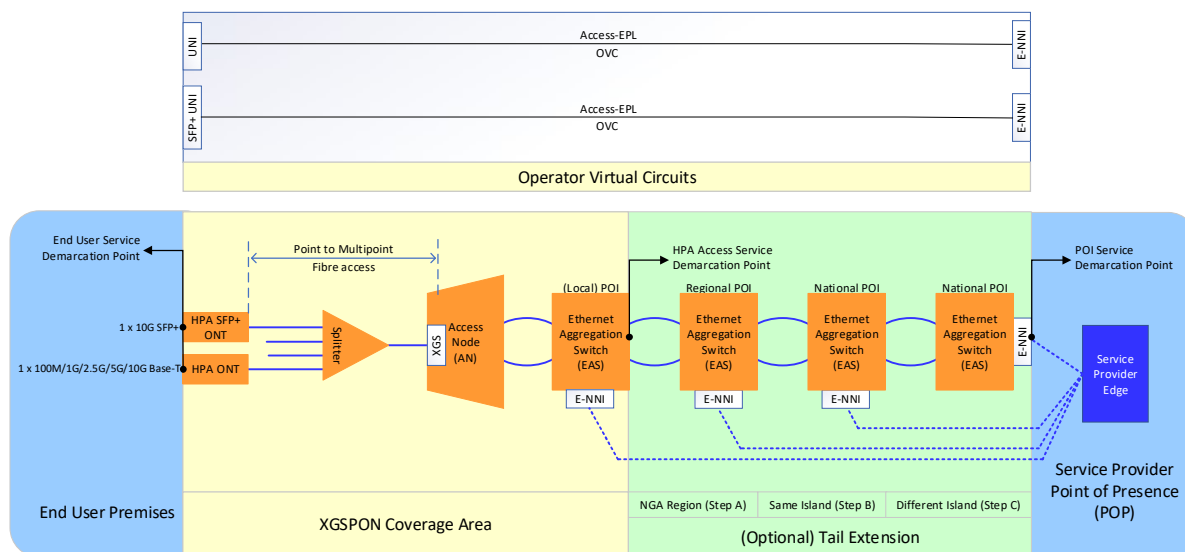 UNI
Access-EPL
OVC
E-NNI
SFP+ UNI
Access-EPL
OVC
E-NNI
Operator Virtual Circuits
End User Service
Demarcation Point
Point to Multipoint
Fibre access
HPA Access Service
Demarcation Point
POI Service
Demarcation Point
(Local) POI
Regional POI
National POI
National POI
1 x 10G SFP+
HPA SFP+
ONT
1 x 100M/1G/2.5G/5G/10G Base-T
HPA ONT
Splitter
XGS
Access
Node
(AN)
Ethernet
Aggregation
Switch
(EAS)
Ethernet
Aggregation
Switch
(EAS)
Ethernet
Aggregation
Switch
(EAS)
Ethernet
Aggregation
Switch
(EAS)
E-NNI
E-NNI
E-NNI
E-NNI
Service
Provider
Edge
End User Premises
XGSPON Coverage Area
NGA Region (Step A)
Same Island (Step B)
Different Island (Step C)
(Optional) Tail Extension
Service Provider
Point of Presence
(POP)